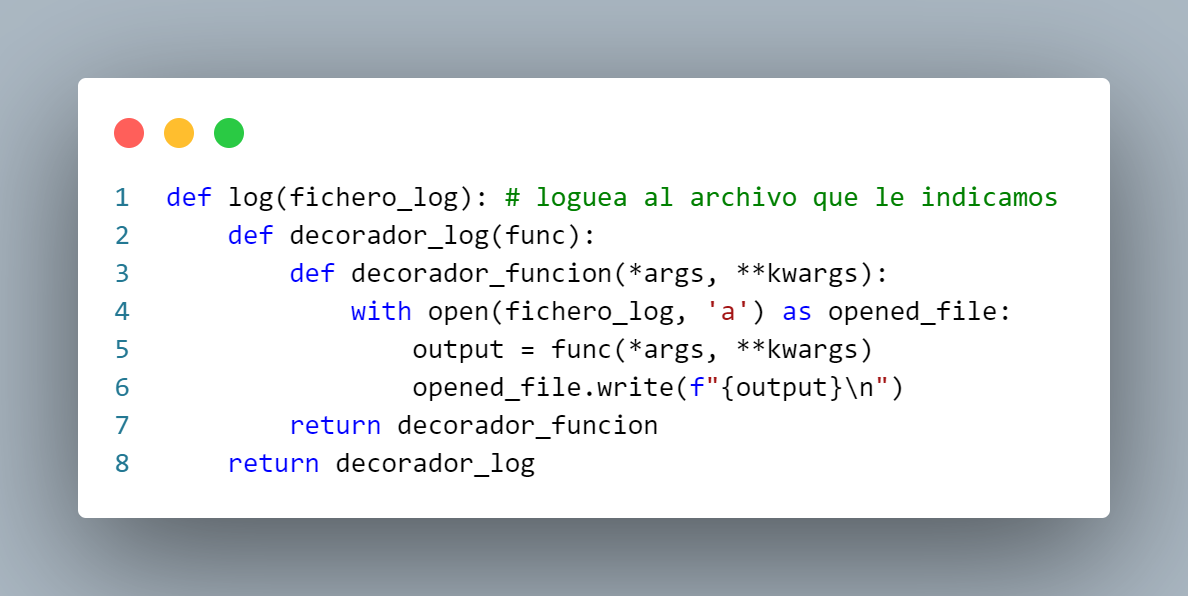 1 def log(fichero_log): # loguea al archivo que le indicamos
2     def decorador_log(func):
3         def decorador_funcion(*args, **kwargs):
4             with open(fichero_log, 'a') as opened_file:
5                 output = func(*args, **kwargs)
6                 opened_file.write(f"{output}\n")
7         return decorador_funcion
8     return decorador_log